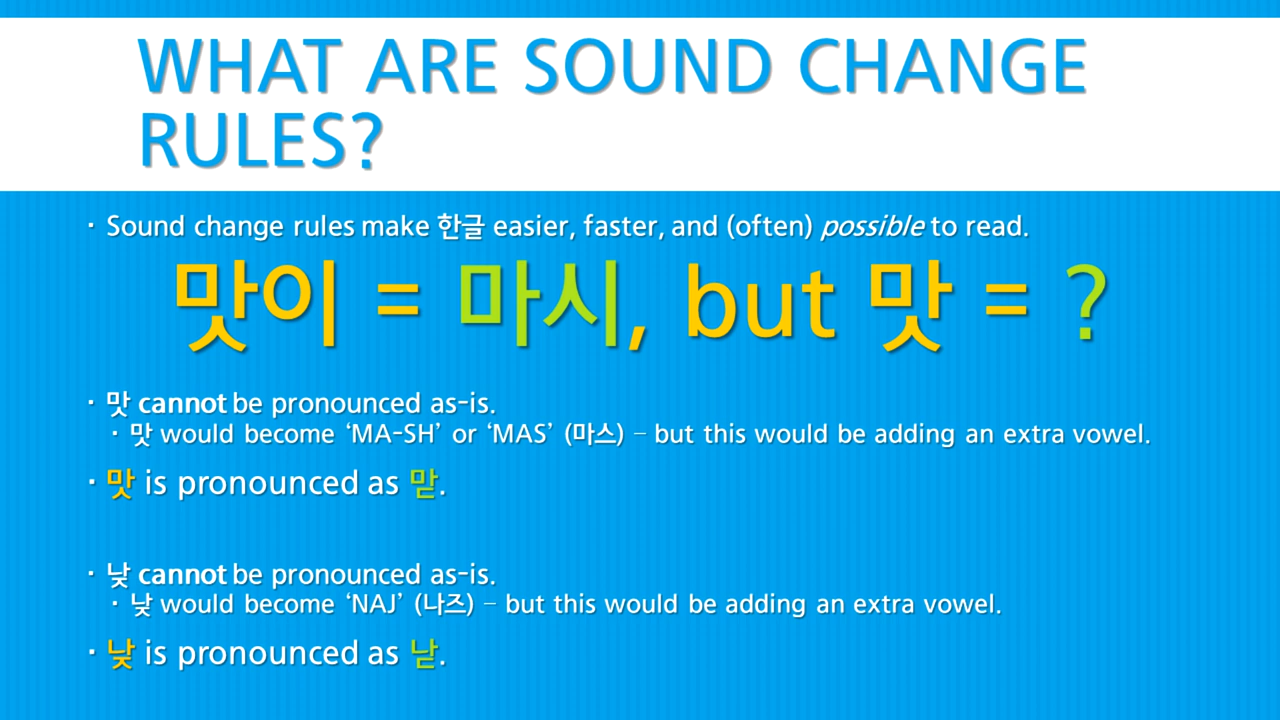 WHAT ARE SOUND CHANGE
RULES?
· Sound change rules make 한글 easier, faster, and (often) possible to read.
맛이 = 마시, but 맛 = ?
· 맛 cannot be pronounced as-is.
· 맛 would become ‘MA-SH’ or ‘MAS’ (마스) – but this would be adding an extra vowel.
· 맛 is pronounced as 맏.
· 낮 cannot be pronounced as-is.
· 낮 would become ‘NAJ’ (나즈) – but this would be adding an extra vowel.
· 낮 is pronounced as 낟.